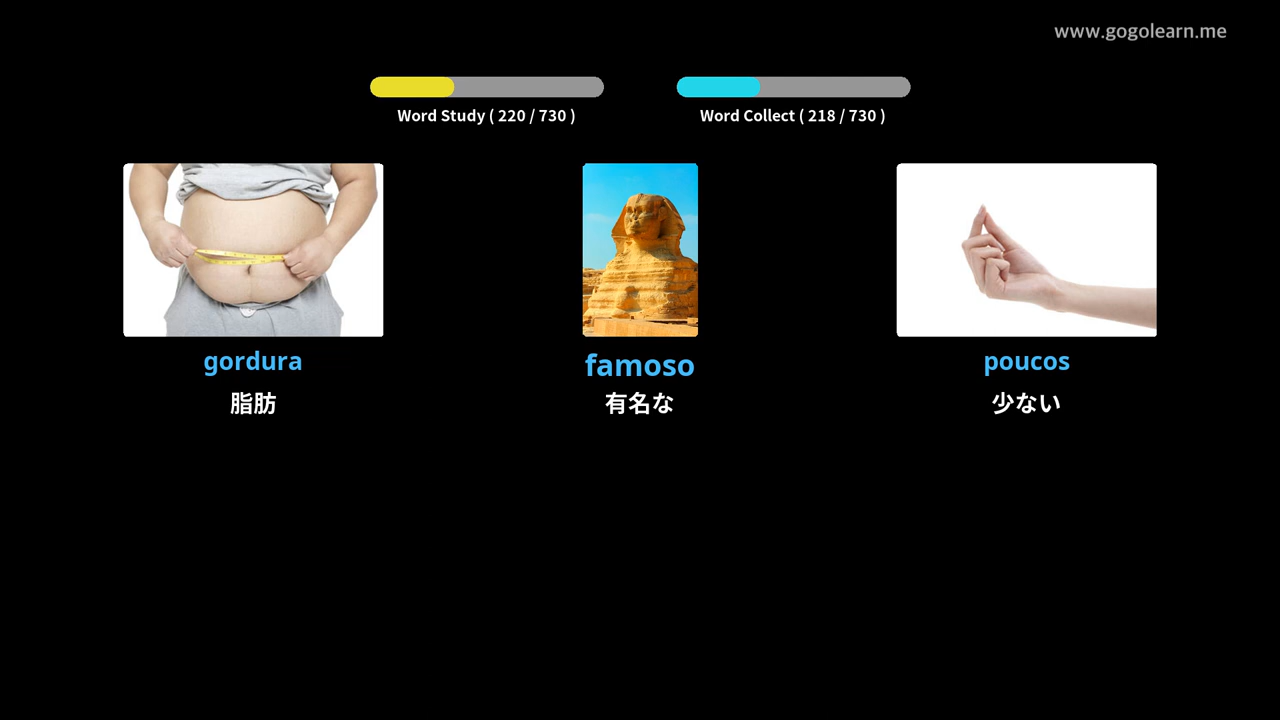 www.gogolearn.me
Word Study ( 220 / 730 )
Word Collect ( 218 / 730 )
gordura
famoso
poucos
脂肪
有名な
少ない